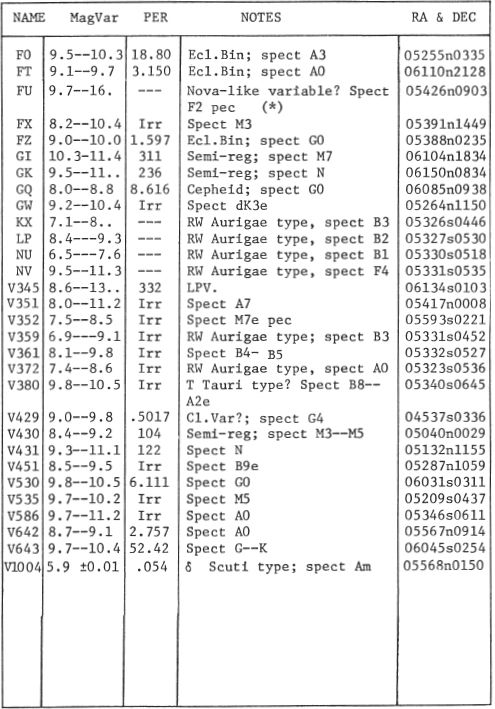 NAME MagVar PER NOTES RA & DEC
FO 9.5--10.3 18.80 Ecl.Bin; spect A3 05255n0335
FT 9.1--9.7 3.150 Ecl.Bin; spect A0 06110n2128
FU 9.7--16. --- Nova-like variable? Spect 05426n0903
F2 pec (*)
FX 8.2--10.4 Irr Spect M3 05391n1449
FZ 9.0--10.0 1.597 Ecl.Bin; spect G0 05388n0235
GI 10.3-11.4 311 Semi-reg; spect M7 06104n1834
GK 9.5--11.. 236 Semi-reg; spect N 06150n0834
GQ 8.0--8.8 8.616 Cepheid; spect G0 06085n0938
GW 9.2--10.4 Irr Spect dK3e 05264n1150
KX 7.1--8.. --- RW Aurigae type, spect B3 05326s0446
LP 8.4---9.3 --- RW Aurigae type, spect B2 05327s0530
NU 6.5---7.6 --- RW Aurigae type, spect B1 05330s0518
NV 9.5--11.3 --- RW Aurigae type, spect F4 05331s0535
V345 8.6--13.. 332 LPV. 06134s0103
V351 8.0--11.2 Irr Spect A7 05417n0008
V352 7.5--8.5 Irr Spect M7e pec 05593s0221
V359 6.9---9.1 Irr RW Aurigae type; spect B3 05331s0452
V361 8.1--9.8 Irr Spect B4- B5 05332s0527
V372 7.4--8.6 Irr RW Aurigae type, spect A0 05323s0536
V380 9.8--10.5 Irr T Tauri type? Spect B8-- 05340s0645
A2e
V429 9.0--9.8 .5017 Cl.Var?; spect G4 04537s0336
V430 8.4--9.2 104 Semi-reg; spect M3--M5 05040n0029
V431 9.3--11.1 122 Spect N 05132n1155
V451 8.5--9.5 Irr Spect B9e 05287n1059
V530 9.8--10.5 6.111 Spect G0 06031s0311
V535 9.7--10.2 Irr Spect M5 05209s0437
V586 9.7--11.2 Irr Spect A0 05346s0611
V642 8.7--9.1 2.757 Spect A0 05567n0914
V643 9.7--10.4 52.42 Spect G--K 06045s0254
V1004 5.9 ±0.01 .054 δ Scuti type; spect Am 05568n0150